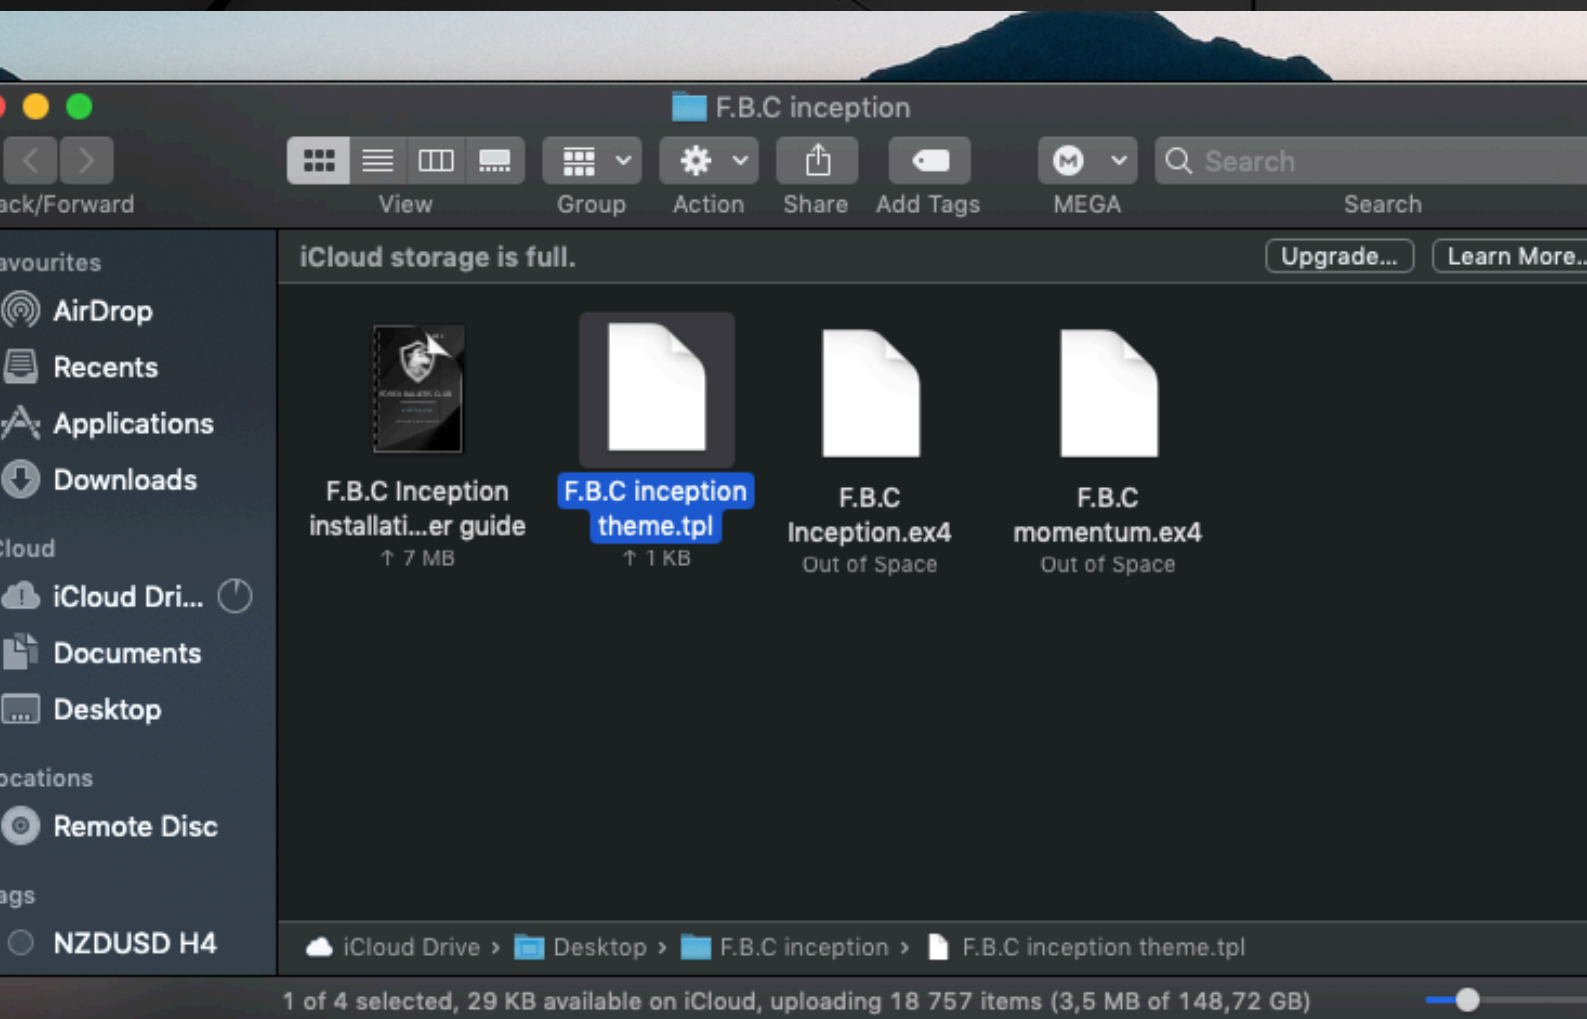 F.B.C inception
Search
ack/Forward
View
Group
Action
Share
Add Tags
MEGA
Search
avourites
AirDrop
Recents
Applications
Downloads
Cloud
iCloud Dri...
Documents
Desktop
ocations
Remote Disc
ags
NZDUSD H4
iCloud storage is full.
Upgrade...
Learn More..
F.B.C Inception
installati...er guide
↑ 7 MB
F.B.C inception
theme.tpl
↑ 1 KB
F.B.C
Inception.ex4
Out of Space
F.B.C
momentum.ex4
Out of Space
iCloud Drive › Desktop › F.B.C inception › F.B.C inception theme.tpl
1 of 4 selected, 29 KB available on iCloud, uploading 18 757 items (3,5 MB of 148,72 GB)